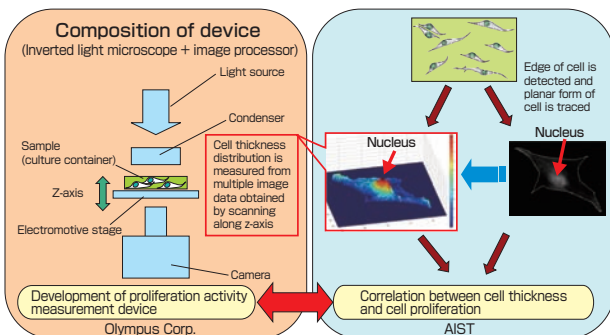 Composition of device
(Inverted light microscope + image processor)
Light source
Condenser
Sample
(culture container)
Z-axis
Electromotive stage
Camera
Cell thickness
distribution is
measured from
multiple image
data obtained
by scanning
along z-axis
Development of proliferation activity
measurement device
Olympus Corp.
Edge of cell is
detected and
planar form of
cell is traced
Nucleus
Nucleus
Correlation between cell thickness
and cell proliferation
AIST